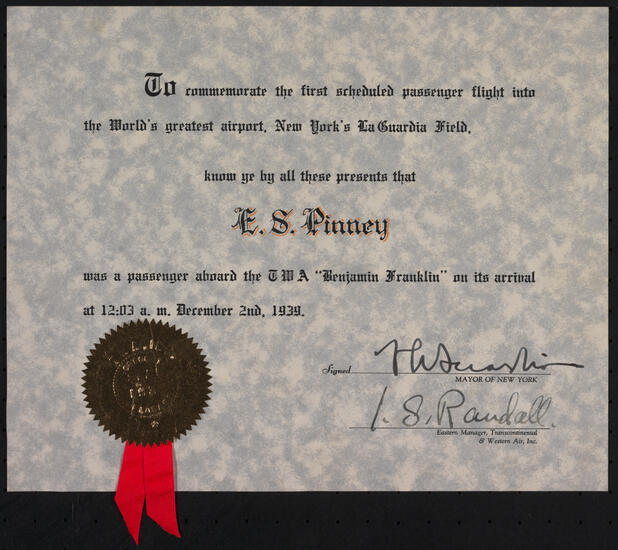 To commemorate the first scheduled passenger flight into
the World's greatest airport, New York's LaGuardia Field,
know ye by all these presents that
E. S. Pinney
was a passenger aboard the TWA "Benjamin Franklin" on its arrival
at 12:03 a. m. December 2nd, 1939.
Signed
MAYOR OF NEW YORK
I. S. Randall.
Eastern Manager, Transcontinental
& Western Air, Inc.